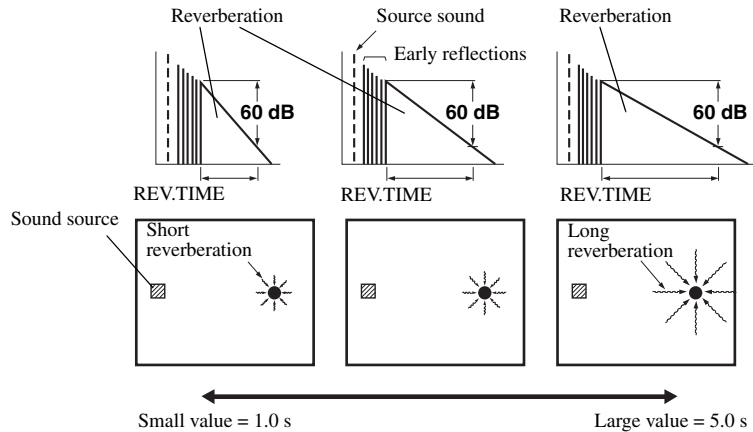 Reverberation
Source sound
Reverberation
Early reflections
60 dB
60 dB
60 dB
REV.TIME
REV.TIME
REV.TIME
Sound source
Short
reverberation
Long
reverberation
Small value = 1.0 s
Large value = 5.0 s